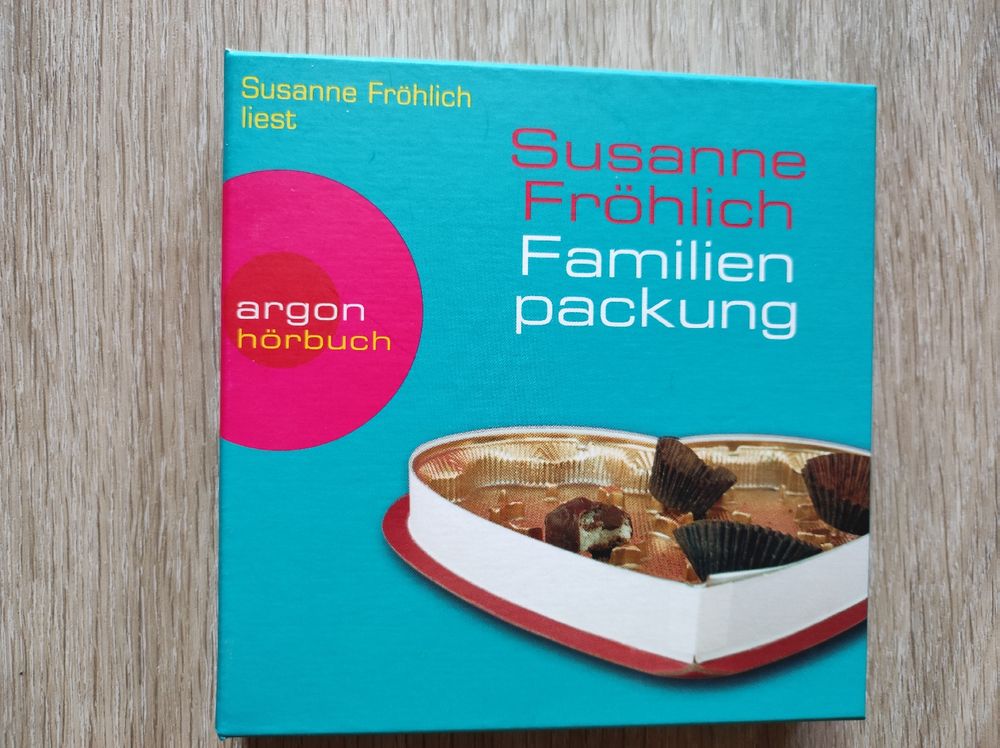 Susanne Fröhlich
liest
Susanne
Fröhlich
Familien
packung
argon
hörbuch